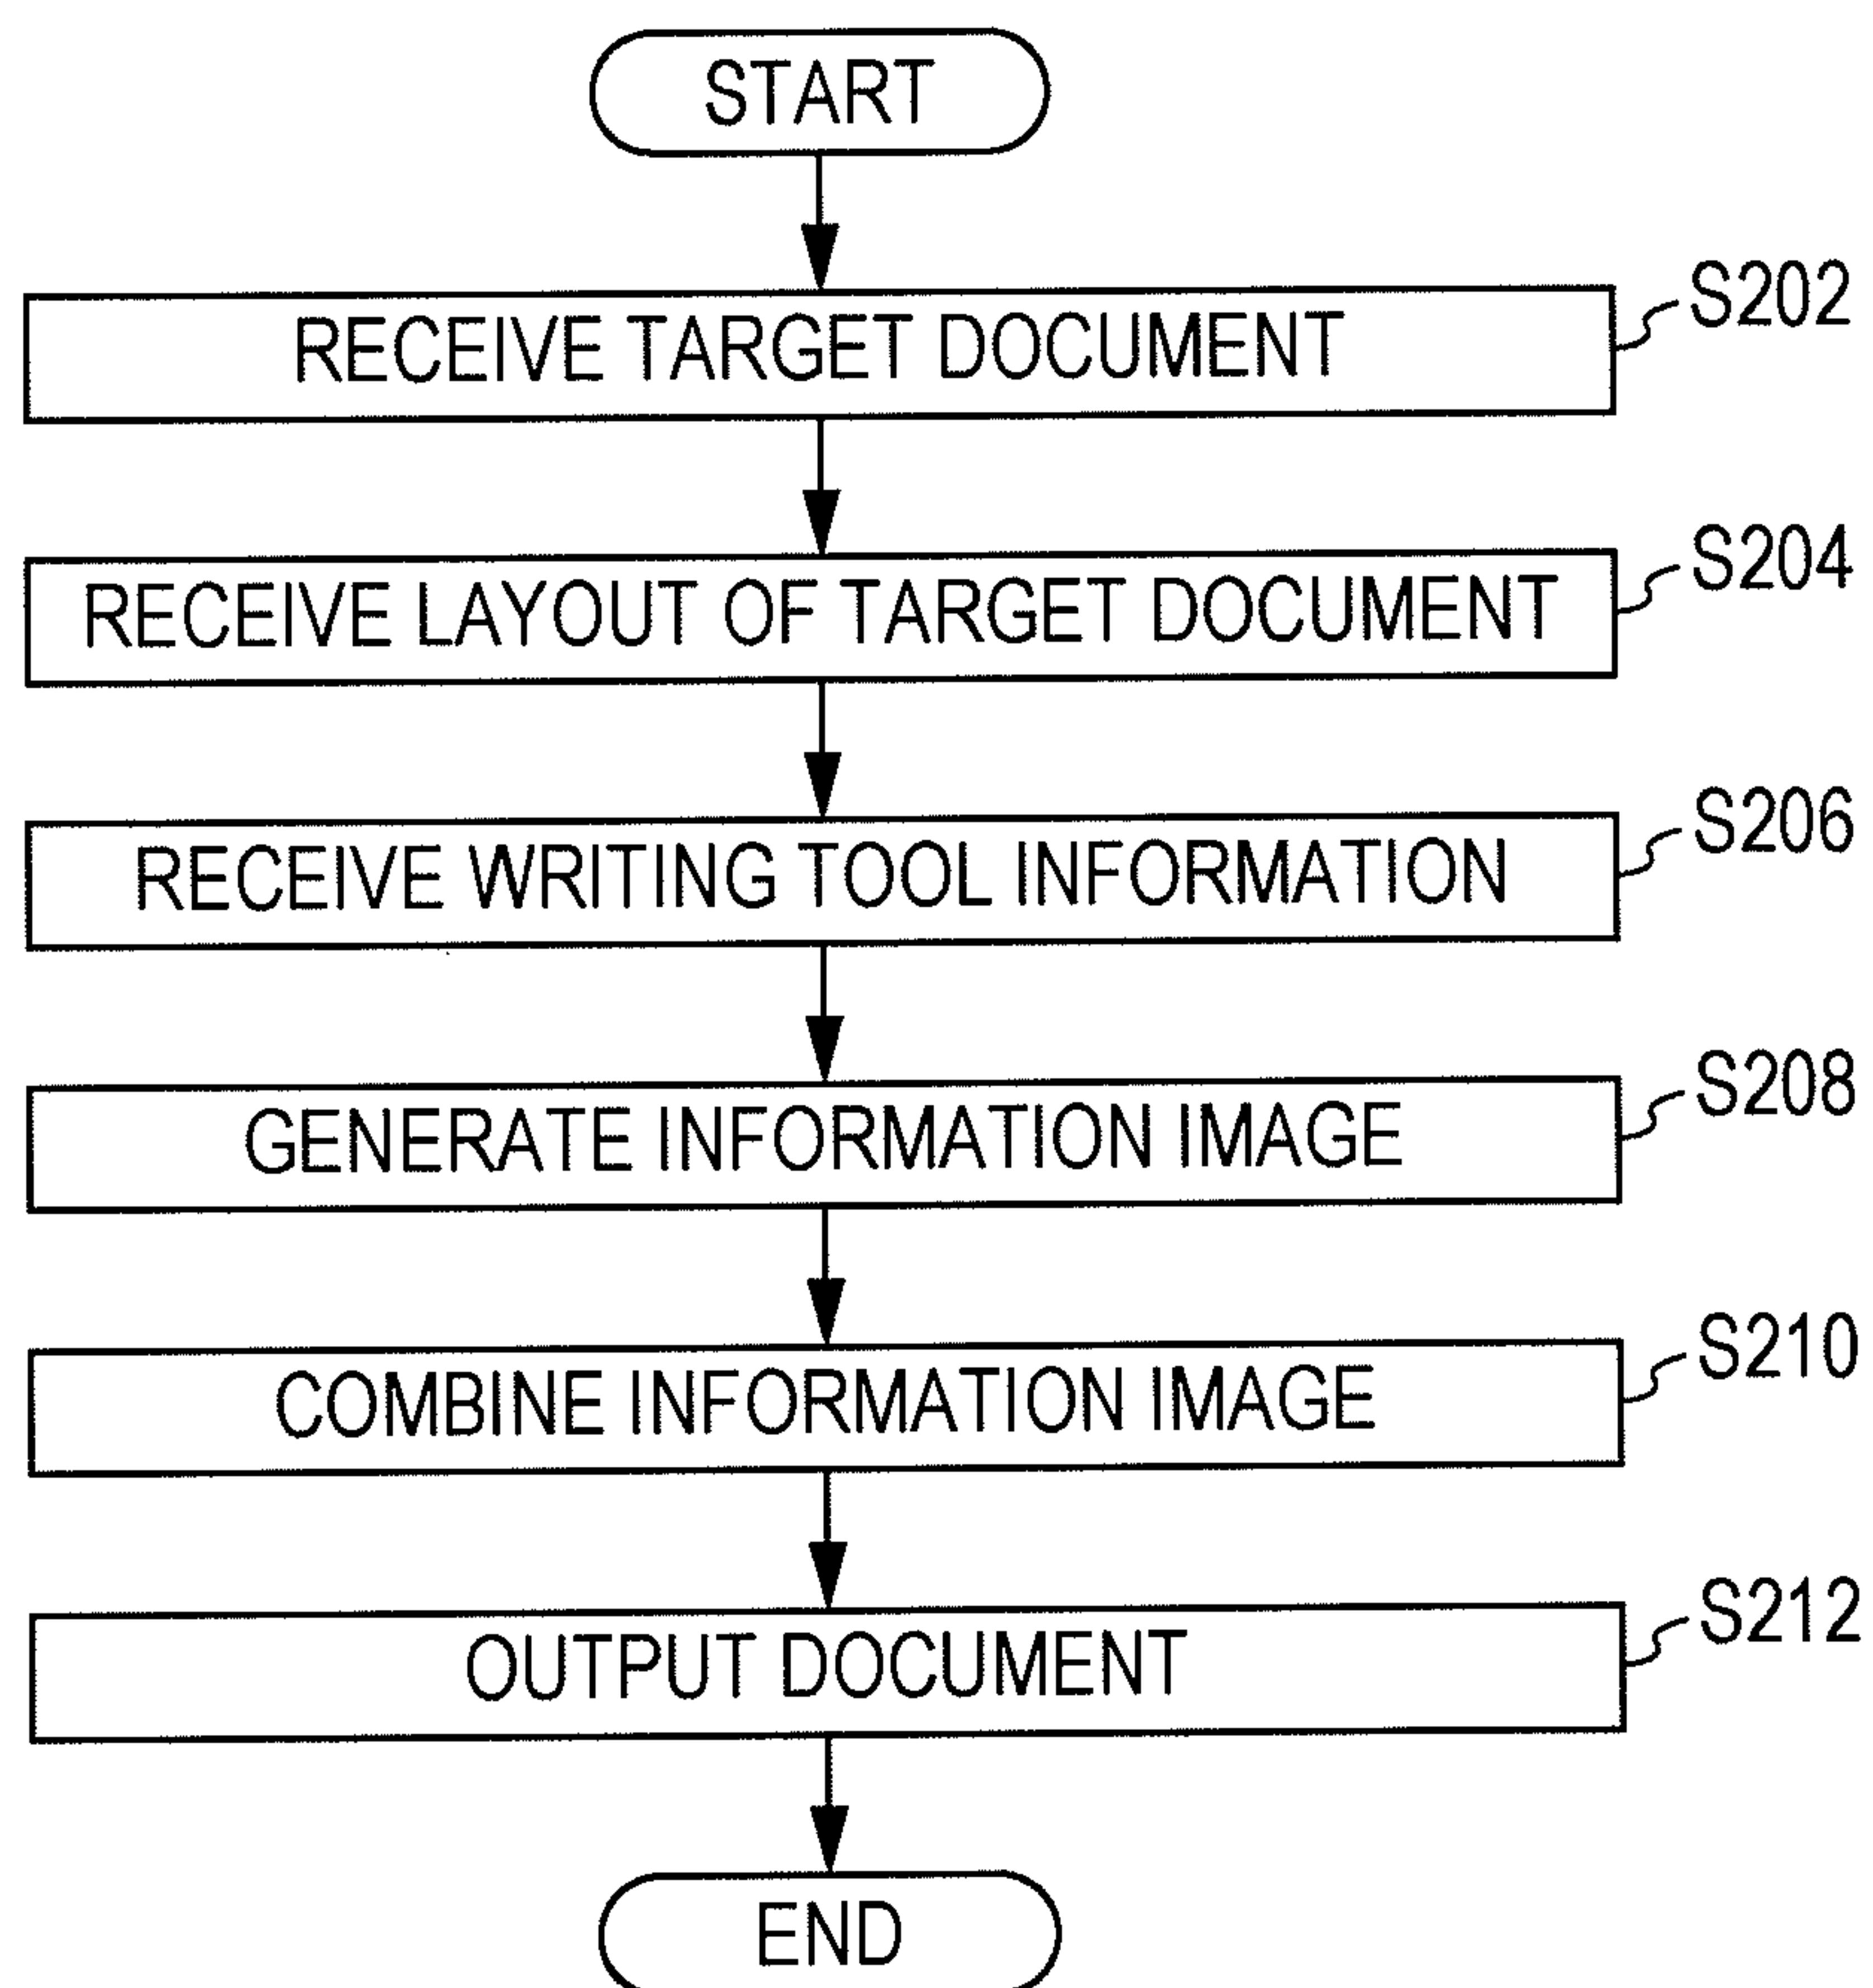 START
RECEIVE TARGET DOCUMENT
S202
RECEIVE LAYOUT OF TARGET DOCUMENT
S204
RECEIVE WRITING TOOL INFORMATION
S206
GENERATE INFORMATION IMAGE
S208
COMBINE INFORMATION IMAGE
S210
OUTPUT DOCUMENT
S212
END